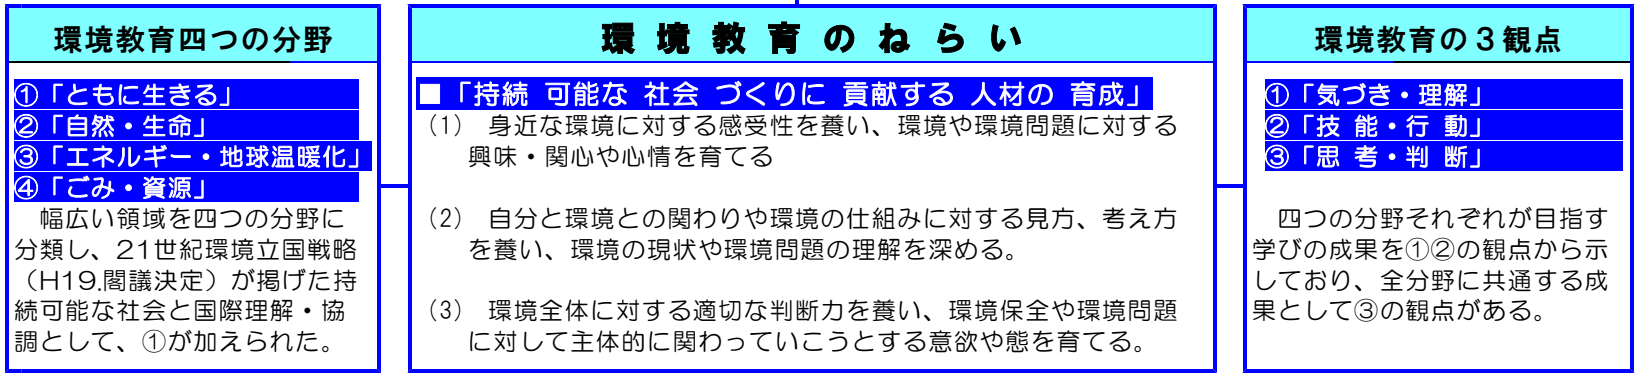 環境教育四つの分野
①「ともに生きる」
②「自然・生命」
③「エネルギー・地球温暖化」
④「ごみ・資源」
幅広い領域を四つの分野に
分類し、21世紀環境立国戦略
（H19.閣議決定）が掲げた持
続可能な社会と国際理解・協
調として、①が加えられた。
環境教育のねらい
■「持続 可能な 社会 づくりに 貢献する 人材の 育成」
(1) 身近な環境に対する感受性を養い、環境や環境問題に対する
興味・関心や心情を育てる
(2) 自分と環境との関わりや環境の仕組みに対する見方、考え方
を養い、環境の現状や環境問題の理解を深める。
(3) 環境全体に対する適切な判断力を養い、環境保全や環境問題
に対して主体的に関わっていこうとする意欲や態を育てる。
環境教育の３観点
①「気づき・理解」
②「技 能・行 動」
③「思 考・判 断」
四つの分野それぞれが目指す
学びの成果を①②の観点から示
しており、全分野に共通する成
果として③の観点がある。